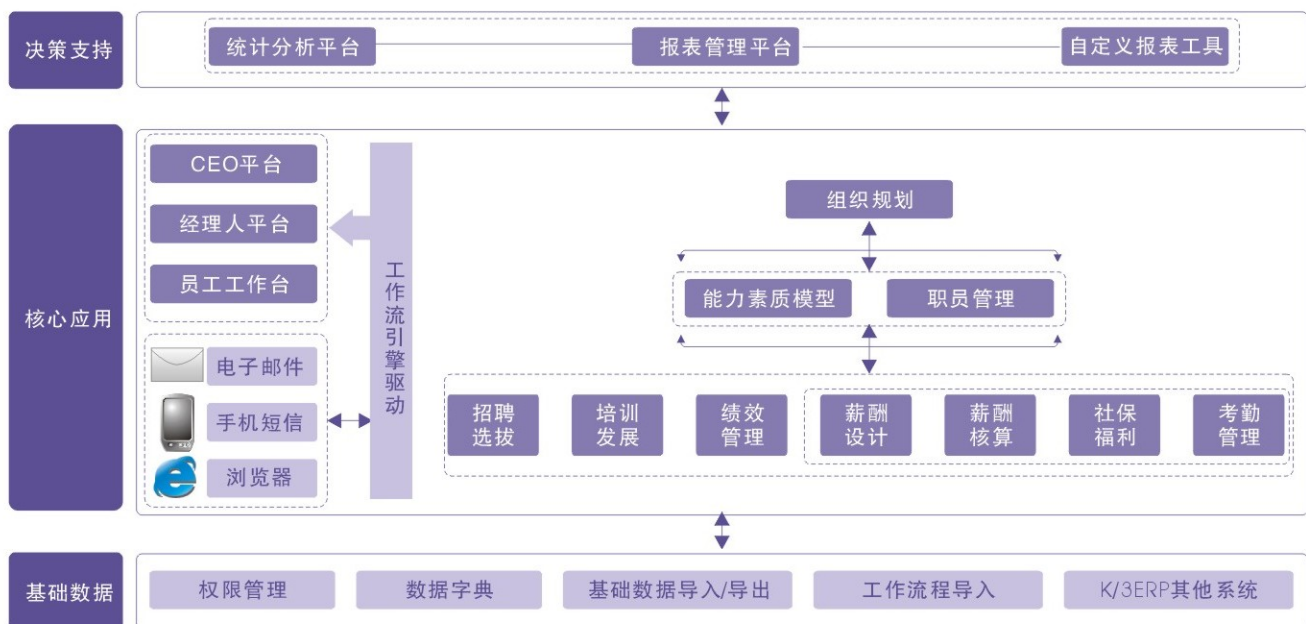 决策支持
统计分析平台
报表管理平台
自定义报表工具
核心应用
CEO平台
经理人平台
员工工作台
电子邮件
手机短信
浏览器
工作流引擎驱动
组织规划
能力素质模型
职员管理
招聘
选拔
培训
发展
绩效
管理
薪酬
设计
薪酬
核算
社保
福利
考勤
管理
基础数据
权限管理
数据字典
基础数据导入/导出
工作流程导入
K/3ERP其他系统